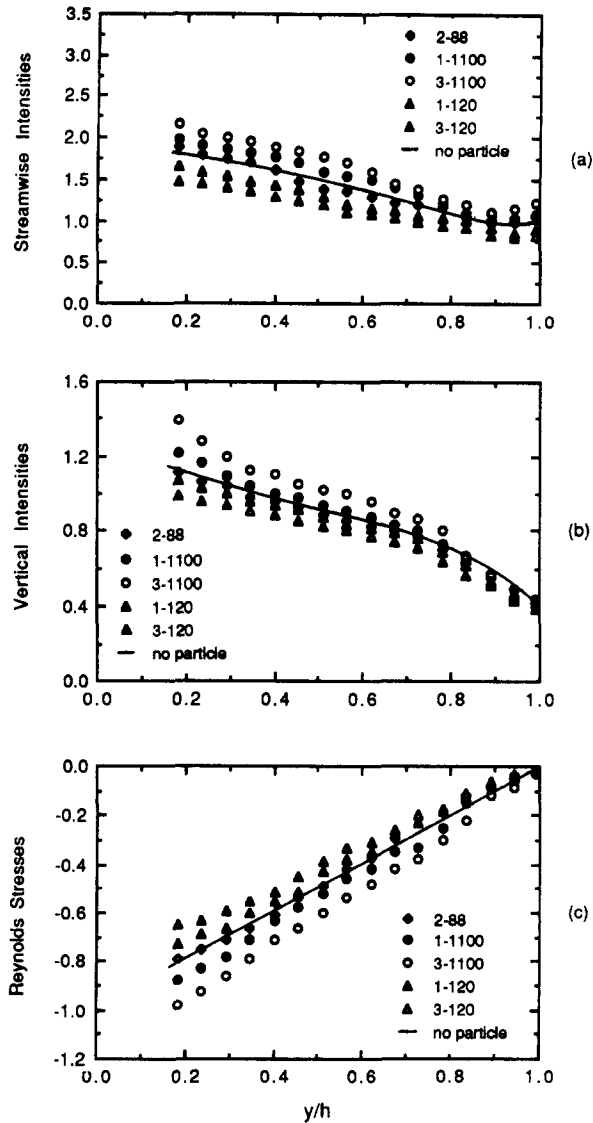 3.5
3.0
2.5
2.0
1.5
1.0
0.5
0.0
Streamwise Intensities
2-88
1-1100
3-1100
1-120
3-120
no particle
(a)
0.0 0.2 0.4 0.6 0.8 1.0
1.6
1.2
0.8
0.4
0.0
Vertical Intensities
2-88
1-1100
3-1100
1-120
3-120
no particle
(b)
0.0 0.2 0.4 0.6 0.8 1.0
0.0
-0.2
-0.4
-0.6
-0.8
-1.0
-1.2
Reynolds Stresses
2-88
1-1100
3-1100
1-120
3-120
no particle
(c)
0.0 0.2 0.4 0.6 0.8 1.0
y/h